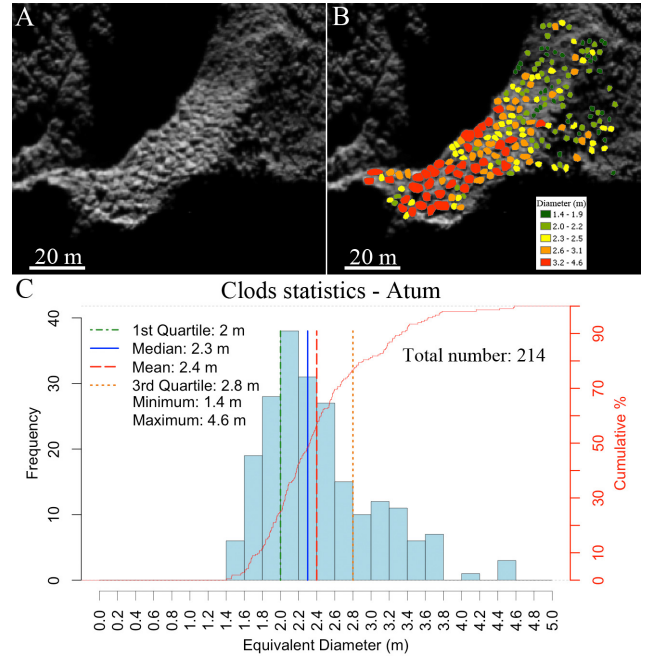 A
B
20 m
20 m
Diameter (m)
1.4 - 1.9
2.0 - 2.2
2.3 - 2.5
2.6 - 3.1
3.2 - 4.6
C
Clods statistics - Atum
1st Quartile: 2 m
Median: 2.3 m
Mean: 2.4 m
3rd Quartile: 2.8 m
Minimum: 1.4 m
Maximum: 4.6 m
Total number: 214
Frequency
0
10
20
30
40
Cumulative %
0
10
30
50
70
90
0.0 0.2 0.4 0.6 0.8 1.0 1.2 1.4 1.6 1.8 2.0 2.2 2.4 2.6 2.8 3.0 3.2 3.4 3.6 3.8 4.0 4.2 4.4 4.6 4.8 5.0
Equivalent Diameter (m)